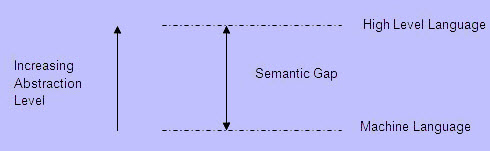 High Level Language
Increasing
Abstraction
Level
Semantic Gap
Machine Language